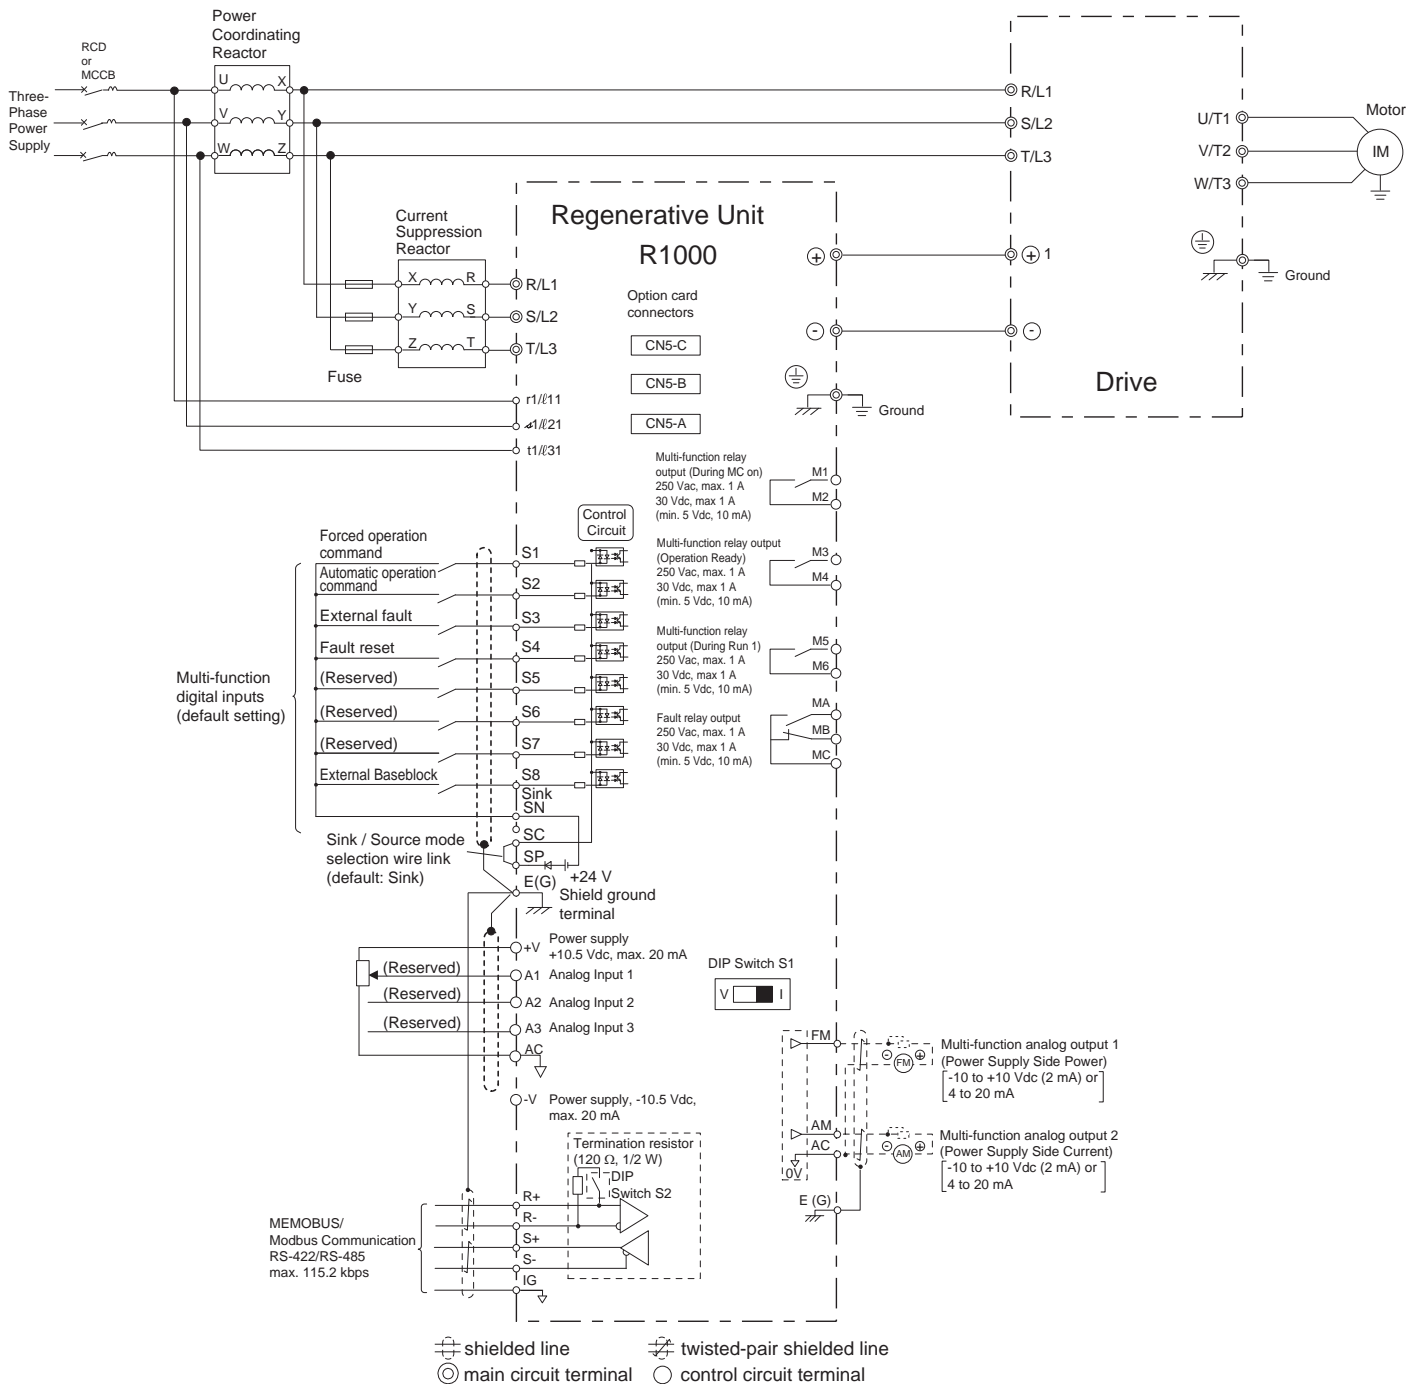 Power
Coordinating
Reactor
RCD
or
MCCB
Three-
Phase
Power
Supply
U
X
V
Y
W
Z
R/L1
S/L2
T/L3
U/T1
V/T2
W/T3
Motor
IM
Ground
+ 1
-
Drive
Regenerative Unit
R1000
+
-
Ground
Current
Suppression
Reactor
X
R
Y
S
Z
T
Fuse
R/L1
S/L2
T/L3
r1/ℓ11
1/ℓ21
t1/ℓ31
Option card
connectors
CN5-C
CN5-B
CN5-A
Multi-function relay
output (During MC on)
250 Vac, max. 1 A
30 Vdc, max 1 A
(min. 5 Vdc, 10 mA)
M1
M2
Multi-function relay output
(Operation Ready)
250 Vac, max. 1 A
30 Vdc, max 1 A
(min. 5 Vdc, 10 mA)
M3
M4
Multi-function relay
output (During Run 1)
250 Vac, max. 1 A
30 Vdc, max 1 A
(min. 5 Vdc, 10 mA)
M5
M6
Fault relay output
250 Vac, max. 1 A
30 Vdc, max 1 A
(min. 5 Vdc, 10 mA)
MA
MB
MC
Control
Circuit
Multi-function
digital inputs
(default setting)
Forced operation
command
S1
Automatic operation
command
S2
External fault
S3
Fault reset
S4
(Reserved)
S5
(Reserved)
S6
(Reserved)
S7
External Baseblock
S8
Sink
SN
SC
SP
Sink / Source mode
selection wire link
(default: Sink)
+24 V
E(G)
Shield ground
terminal
+V
Power supply
+10.5 Vdc, max. 20 mA
(Reserved)
A1 Analog Input 1
(Reserved)
A2 Analog Input 2
(Reserved)
A3 Analog Input 3
AC
-V
Power supply, -10.5 Vdc,
max. 20 mA
DIP Switch S1
V
I
FM
FM
- +
Multi-function analog output 1
(Power Supply Side Power)
-10 to +10 Vdc (2 mA) or
4 to 20 mA
AM
AC
0V
AM
- +
Multi-function analog output 2
(Power Supply Side Current)
-10 to +10 Vdc (2 mA) or
4 to 20 mA
E (G)
Termination resistor
(120 Ω, 1/2 W)
DIP
Switch S2
MEMOBUS/
Modbus Communication
RS-422/RS-485
max. 115.2 kbps
R+
R-
S+
S-
IG
shielded line
twisted-pair shielded line
main circuit terminal
control circuit terminal